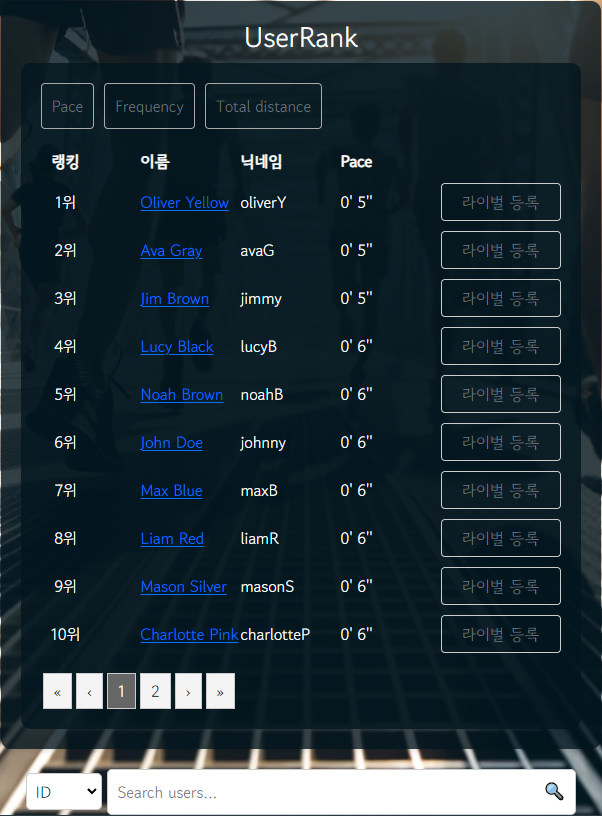 UserRank
Pace Frequency Total distance
랭킹 이름 닉네임 Pace
1위 Oliver Yellow oliverY 0' 5'' 라이벌 등록
2위 Ava Gray avaG 0' 5'' 라이벌 등록
3위 Jim Brown jimmy 0' 5'' 라이벌 등록
4위 Lucy Black lucyB 0' 6'' 라이벌 등록
5위 Noah Brown noahB 0' 6'' 라이벌 등록
6위 John Doe johnny 0' 6'' 라이벌 등록
7위 Max Blue maxB 0' 6'' 라이벌 등록
8위 Liam Red liamR 0' 6'' 라이벌 등록
9위 Mason Silver masonS 0' 6'' 라이벌 등록
10위 Charlotte Pink charlotteP 0' 6'' 라이벌 등록
« ‹ 1 2 › »
ID Search users...